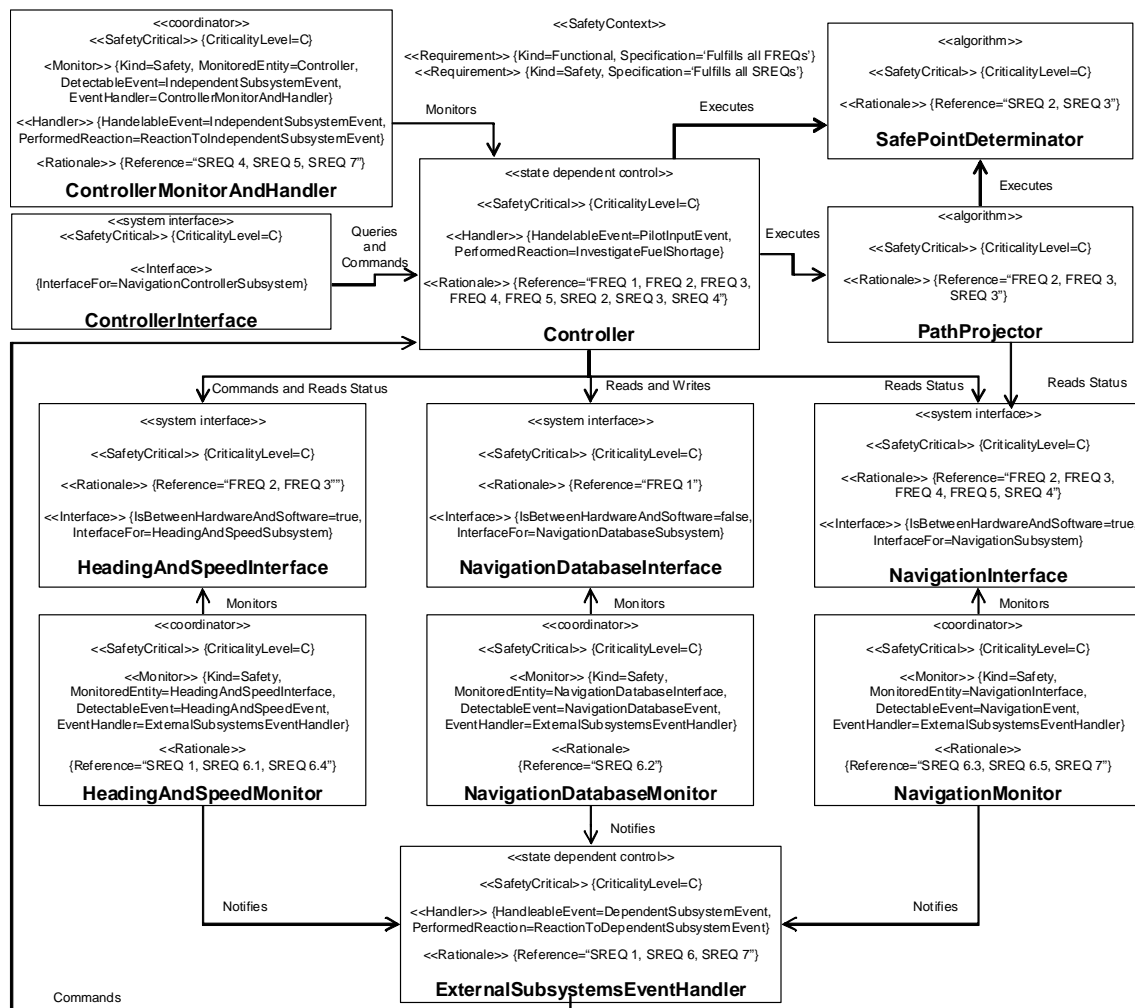 <<coordinator>>
<<SafetyCritical>> {CriticalityLevel=C}
<Monitor>> {Kind=Safety, MonitoredEntity=Controller,
DetectableEvent=IndependentSubsystemEvent,
EventHandler=ControllerMonitorAndHandler}
<<Handler>> {HandelableEvent=IndependentSubsystemEvent,
PerformedReaction=ReactionToIndependentSubsystemEvent}
<Rationale>> {Reference=“SREQ 4, SREQ 5, SREQ 7”}
ControllerMonitorAndHandler
<<SafetyContext>>
<<Requirement>> {Kind=Functional, Specification=‘Fulfills all FREQs’}
<<Requirement>> {Kind=Safety, Specification=‘Fulfills all SREQs’}
Monitors
Executes
<<algorithm>>
<<SafetyCritical>> {CriticalityLevel=C}
<<Rationale>> {Reference=“SREQ 2, SREQ 3”}
SafePointDeterminator
Executes
<<system interface>>
<<SafetyCritical>> {CriticalityLevel=C}
<<Interface>>
{InterfaceFor=NavigationControllerSubsystem}
ControllerInterface
Queries
and
Commands
<<state dependent control>>
<<SafetyCritical>> {CriticalityLevel=C}
<<Handler>> {HandelableEvent=PilotInputEvent,
PerformedReaction=InvestigateFuelShortage}
<<Rationale>> {Reference=“FREQ 1, FREQ 2, FREQ 3,
FREQ 4, FREQ 5, SREQ 2, SREQ 3, SREQ 4”}
Controller
Executes
<<algorithm>>
<<SafetyCritical>> {CriticalityLevel=C}
<<Rationale>> {Reference=“FREQ 2, FREQ 3,
SREQ 3”}
PathProjector
Commands and Reads Status
Reads and Writes
Reads Status
Reads Status
<<system interface>>
<<SafetyCritical>> {CriticalityLevel=C}
<<Rationale>> {Reference=“FREQ 2, FREQ 3””}
<<Interface>> {IsBetweenHardwareAndSoftware=true,
InterfaceFor=HeadingAndSpeedSubsystem}
HeadingAndSpeedInterface
<<system interface>>
<<SafetyCritical>> {CriticalityLevel=C}
<<Rationale>> {Reference=“FREQ 1”}
<<Interface>> {IsBetweenHardwareAndSoftware=false,
InterfaceFor=NavigationDatabaseSubsystem}
NavigationDatabaseInterface
<<system interface>>
<<SafetyCritical>> {CriticalityLevel=C}
<<Rationale>> {Reference=“FREQ 2, FREQ 3,
FREQ 4, FREQ 5, SREQ 4”}
<<Interface>> {IsBetweenHardwareAndSoftware=true,
InterfaceFor=NavigationSubsystem}
NavigationInterface
Monitors
Monitors
Monitors
<<coordinator>>
<<SafetyCritical>> {CriticalityLevel=C}
<<Monitor>> {Kind=Safety,
MonitoredEntity=HeadingAndSpeedInterface,
DetectableEvent=HeadingAndSpeedEvent,
EventHandler=ExternalSubsystemsEventHandler}
<<Rationale>>
{Reference=“SREQ 1, SREQ 6.1, SREQ 6.4”}
HeadingAndSpeedMonitor
<<coordinator>>
<<SafetyCritical>> {CriticalityLevel=C}
<<Monitor>> {Kind=Safety,
MonitoredEntity=NavigationDatabaseInterface,
DetectableEvent=NavigationDatabaseEvent,
EventHandler=ExternalSubsystemsEventHandler}
<<Rationale>
{Reference=“SREQ 6.2”}
NavigationDatabaseMonitor
<<coordinator>>
<<SafetyCritical>> {CriticalityLevel=C}
<<Monitor>> {Kind=Safety,
MonitoredEntity=NavigationInterface,
DetectableEvent=NavigationEvent,
EventHandler=ExternalSubsystemsEventHandler}
<<Rationale>>
{Reference=“SREQ 6.3, SREQ 6.5, SREQ 7”}
NavigationMonitor
Notifies
Notifies
Notifies
<<state dependent control>>
<<SafetyCritical>> {CriticalityLevel=C}
<<Handler>> {HandleableEvent=DependentSubsystemEvent,
PerformedReaction=ReactionToDependentSubsystemEvent}
<<Rationale>> {Reference=“SREQ 1, SREQ 6, SREQ 7”}
ExternalSubsystemsEventHandler
Commands